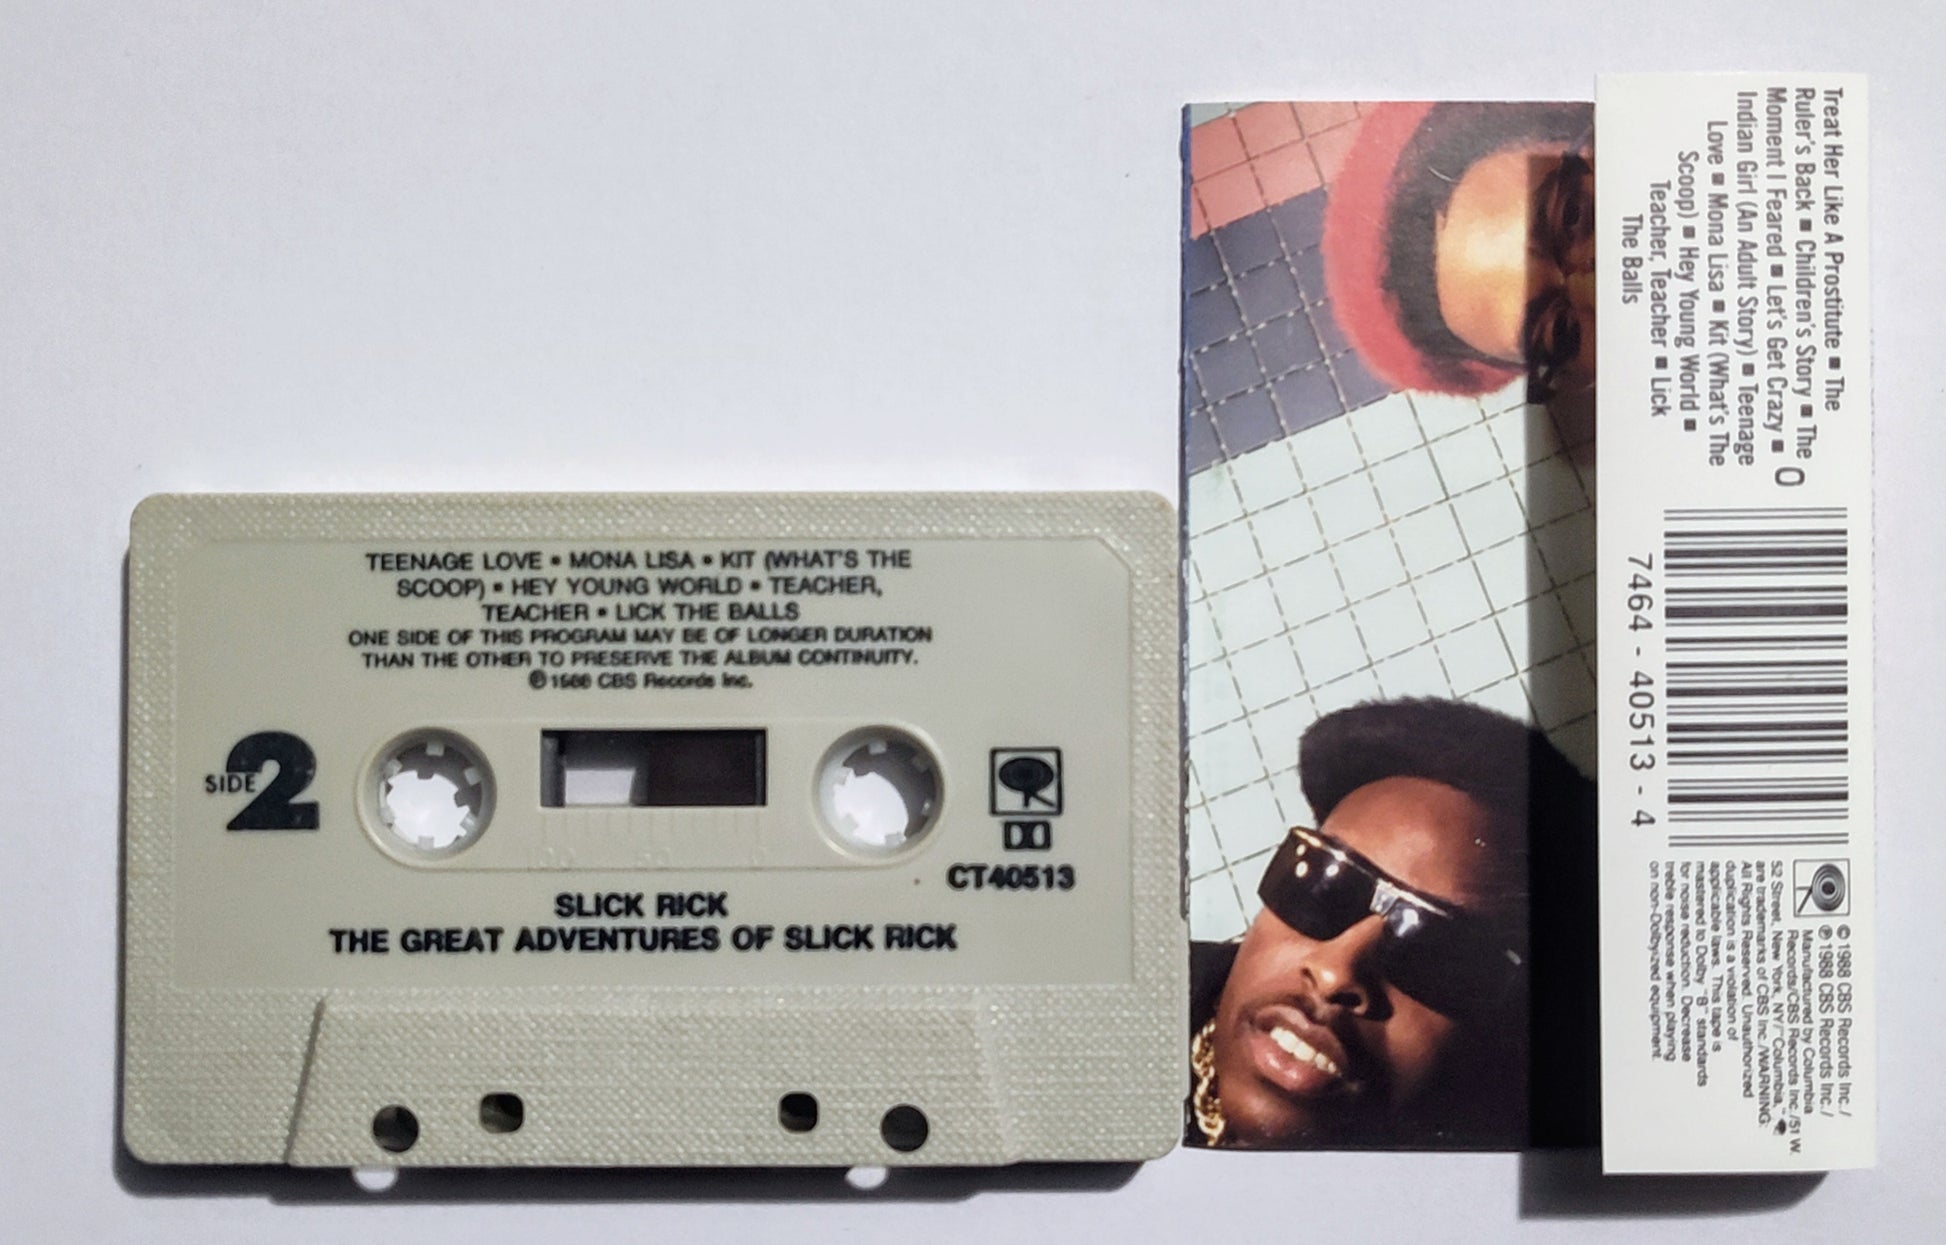 TEENAGE LOVE • MONA LISA • KIT (WHAT'S THE
SCOOP) • HEY YOUNG WORLD • TEACHER,
TEACHER • LICK THE BALLS
ONE SIDE OF THIS PROGRAM MAY BE OF LONGER DURATION
THAN THE OTHER TO PRESERVE THE ALBUM CONTINUITY.
℗ 1988 CBS Records Inc.
SIDE 2
CT40513
SLICK RICK
THE GREAT ADVENTURES OF SLICK RICK
Treat Her Like A Prostitute ■ The
Ruler's Back ■ Children's Story ■ The
Moment I Feared ■ Let's Get Crazy ■
Indian Girl (An Adult Story) ■ Teenage
Love ■ Mona Lisa ■ Kit (What's The
Scoop) ■ Hey Young World ■
Teacher, Teacher ■ Lick
The Balls
0
7464 - 40513 - 4
© 1988 CBS Records Inc./
℗ 1988 CBS Records Inc./
Manufactured by Columbia
Records/CBS Records Inc./51 W.
52 Street, New York, NY/"Columbia,"
are trademarks of CBS Inc./WARNING:
All Rights Reserved. Unauthorized
duplication is a violation of
applicable laws. This tape is
mastered to Dolby "B" standards
for noise reduction. Decrease
treble response when playing
on non-Dolbyized equipment.